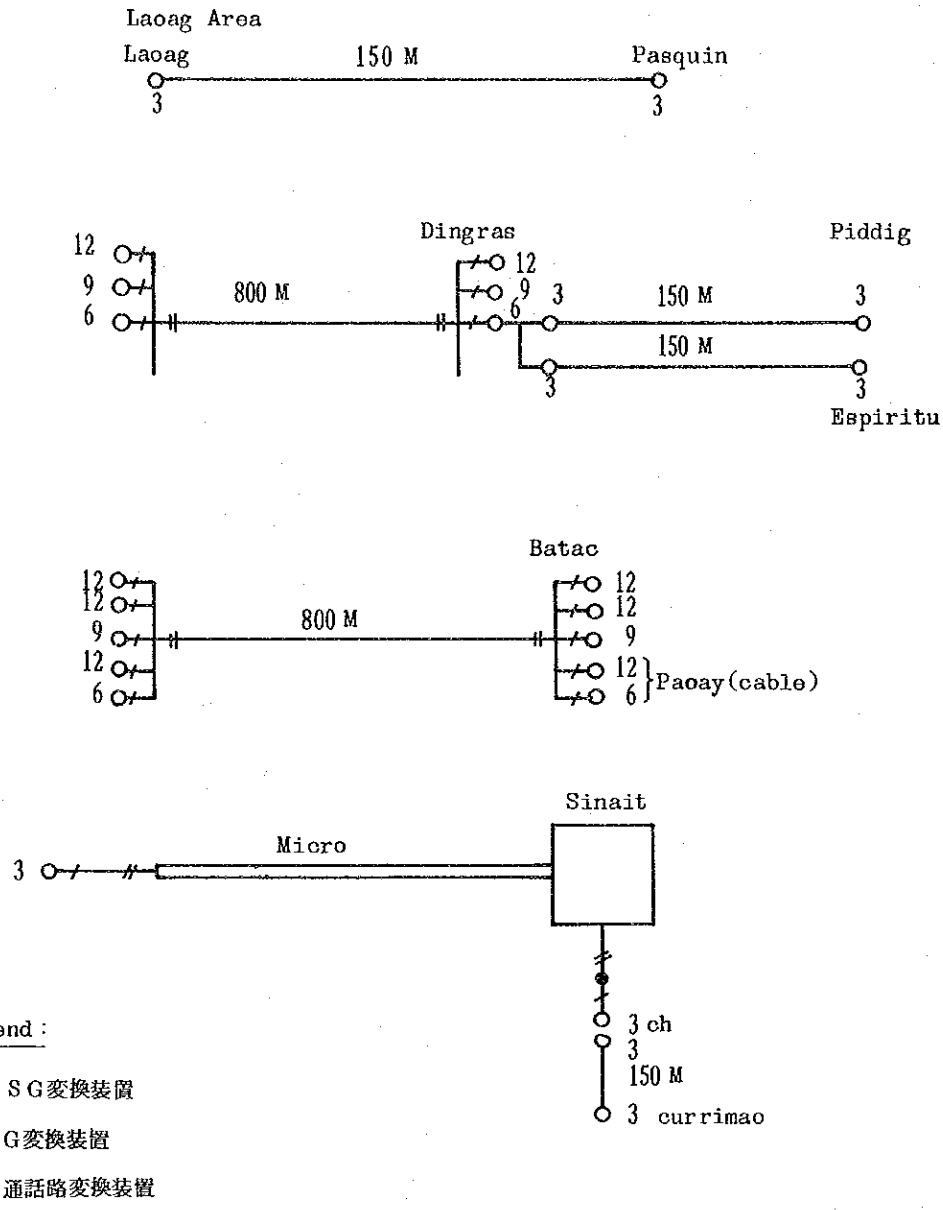 Laoag Area
Laoag 150 M Pasquin
3 3
Dingras Piddig
12 12
9 800 M 9 3 150 M 3
6 6
150 M
3 3
Espiritu
Batac
12 12
12 800 M 12
9 9
12 12
6 6 Paoay(cable)
Sinait
Micro
3
3 ch
3
150 M
3 currimao
end :
SG変換装置
G変換装置
通話路変換装置